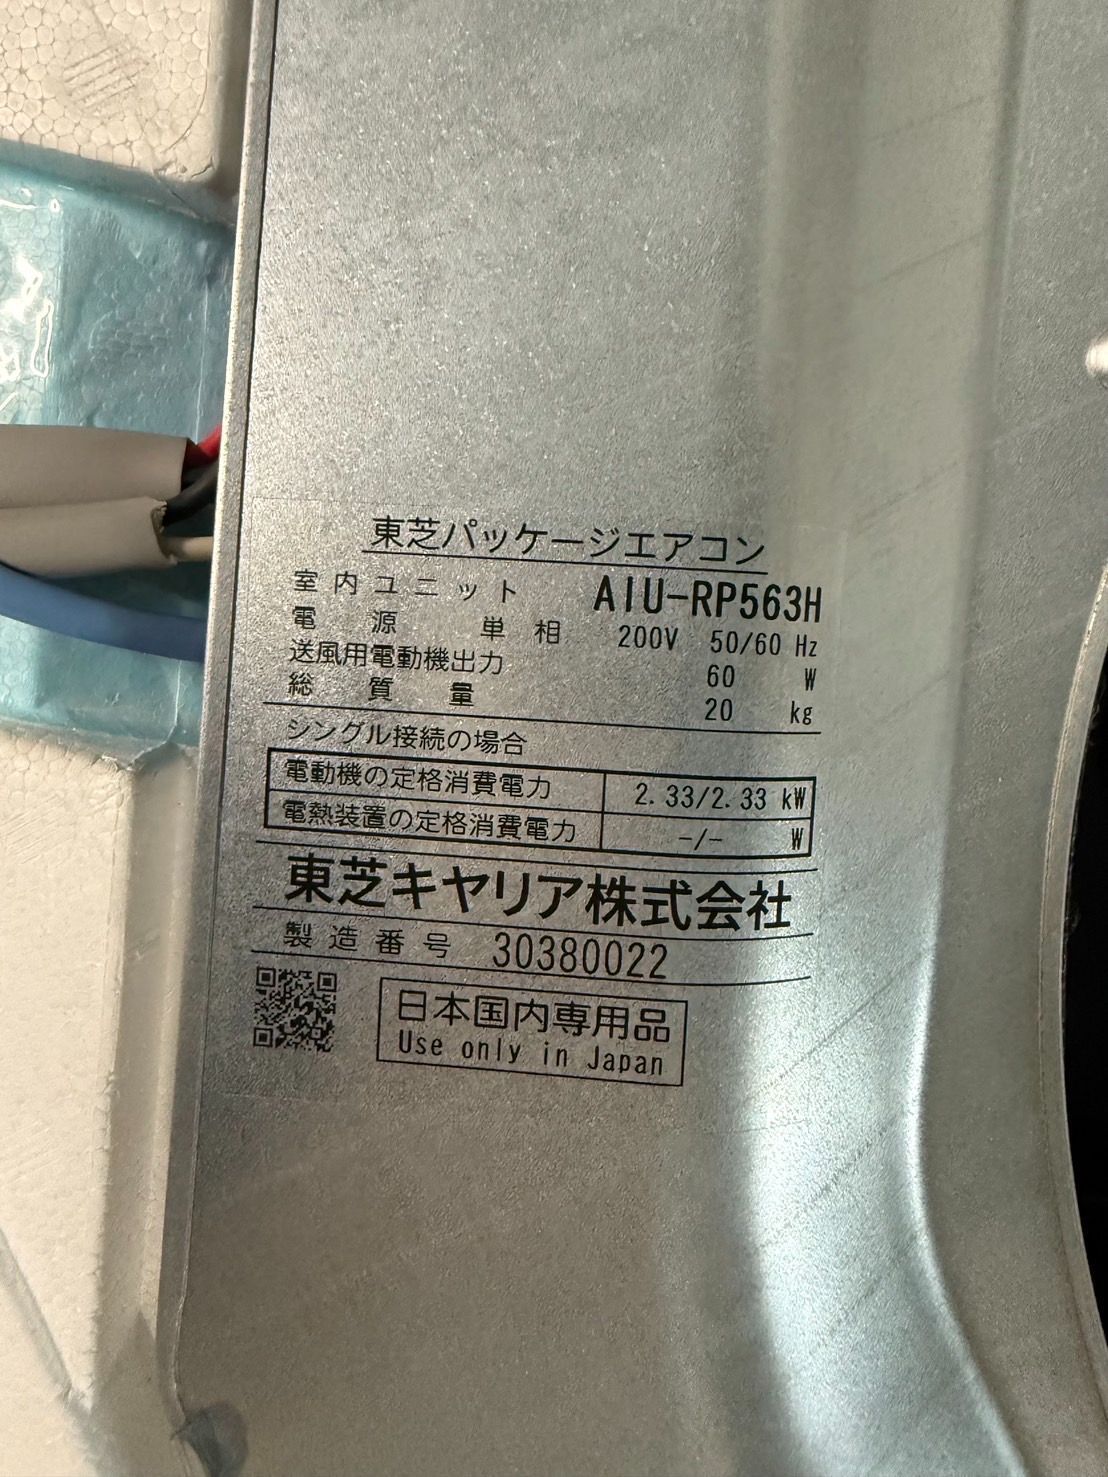 東芝パッケージエアコン
室内ユニット AIU-RP563H
電源 単相 200V 50/60 Hz
送風用電動機出力 60 W
総質量 20 kg
シングル接続の場合
電動機の定格消費電力 2.33/2.33 kW
電熱装置の定格消費電力 -/- W
東芝キヤリア株式会社
製造番号 30380022
日本国内専用品
Use only in Japan